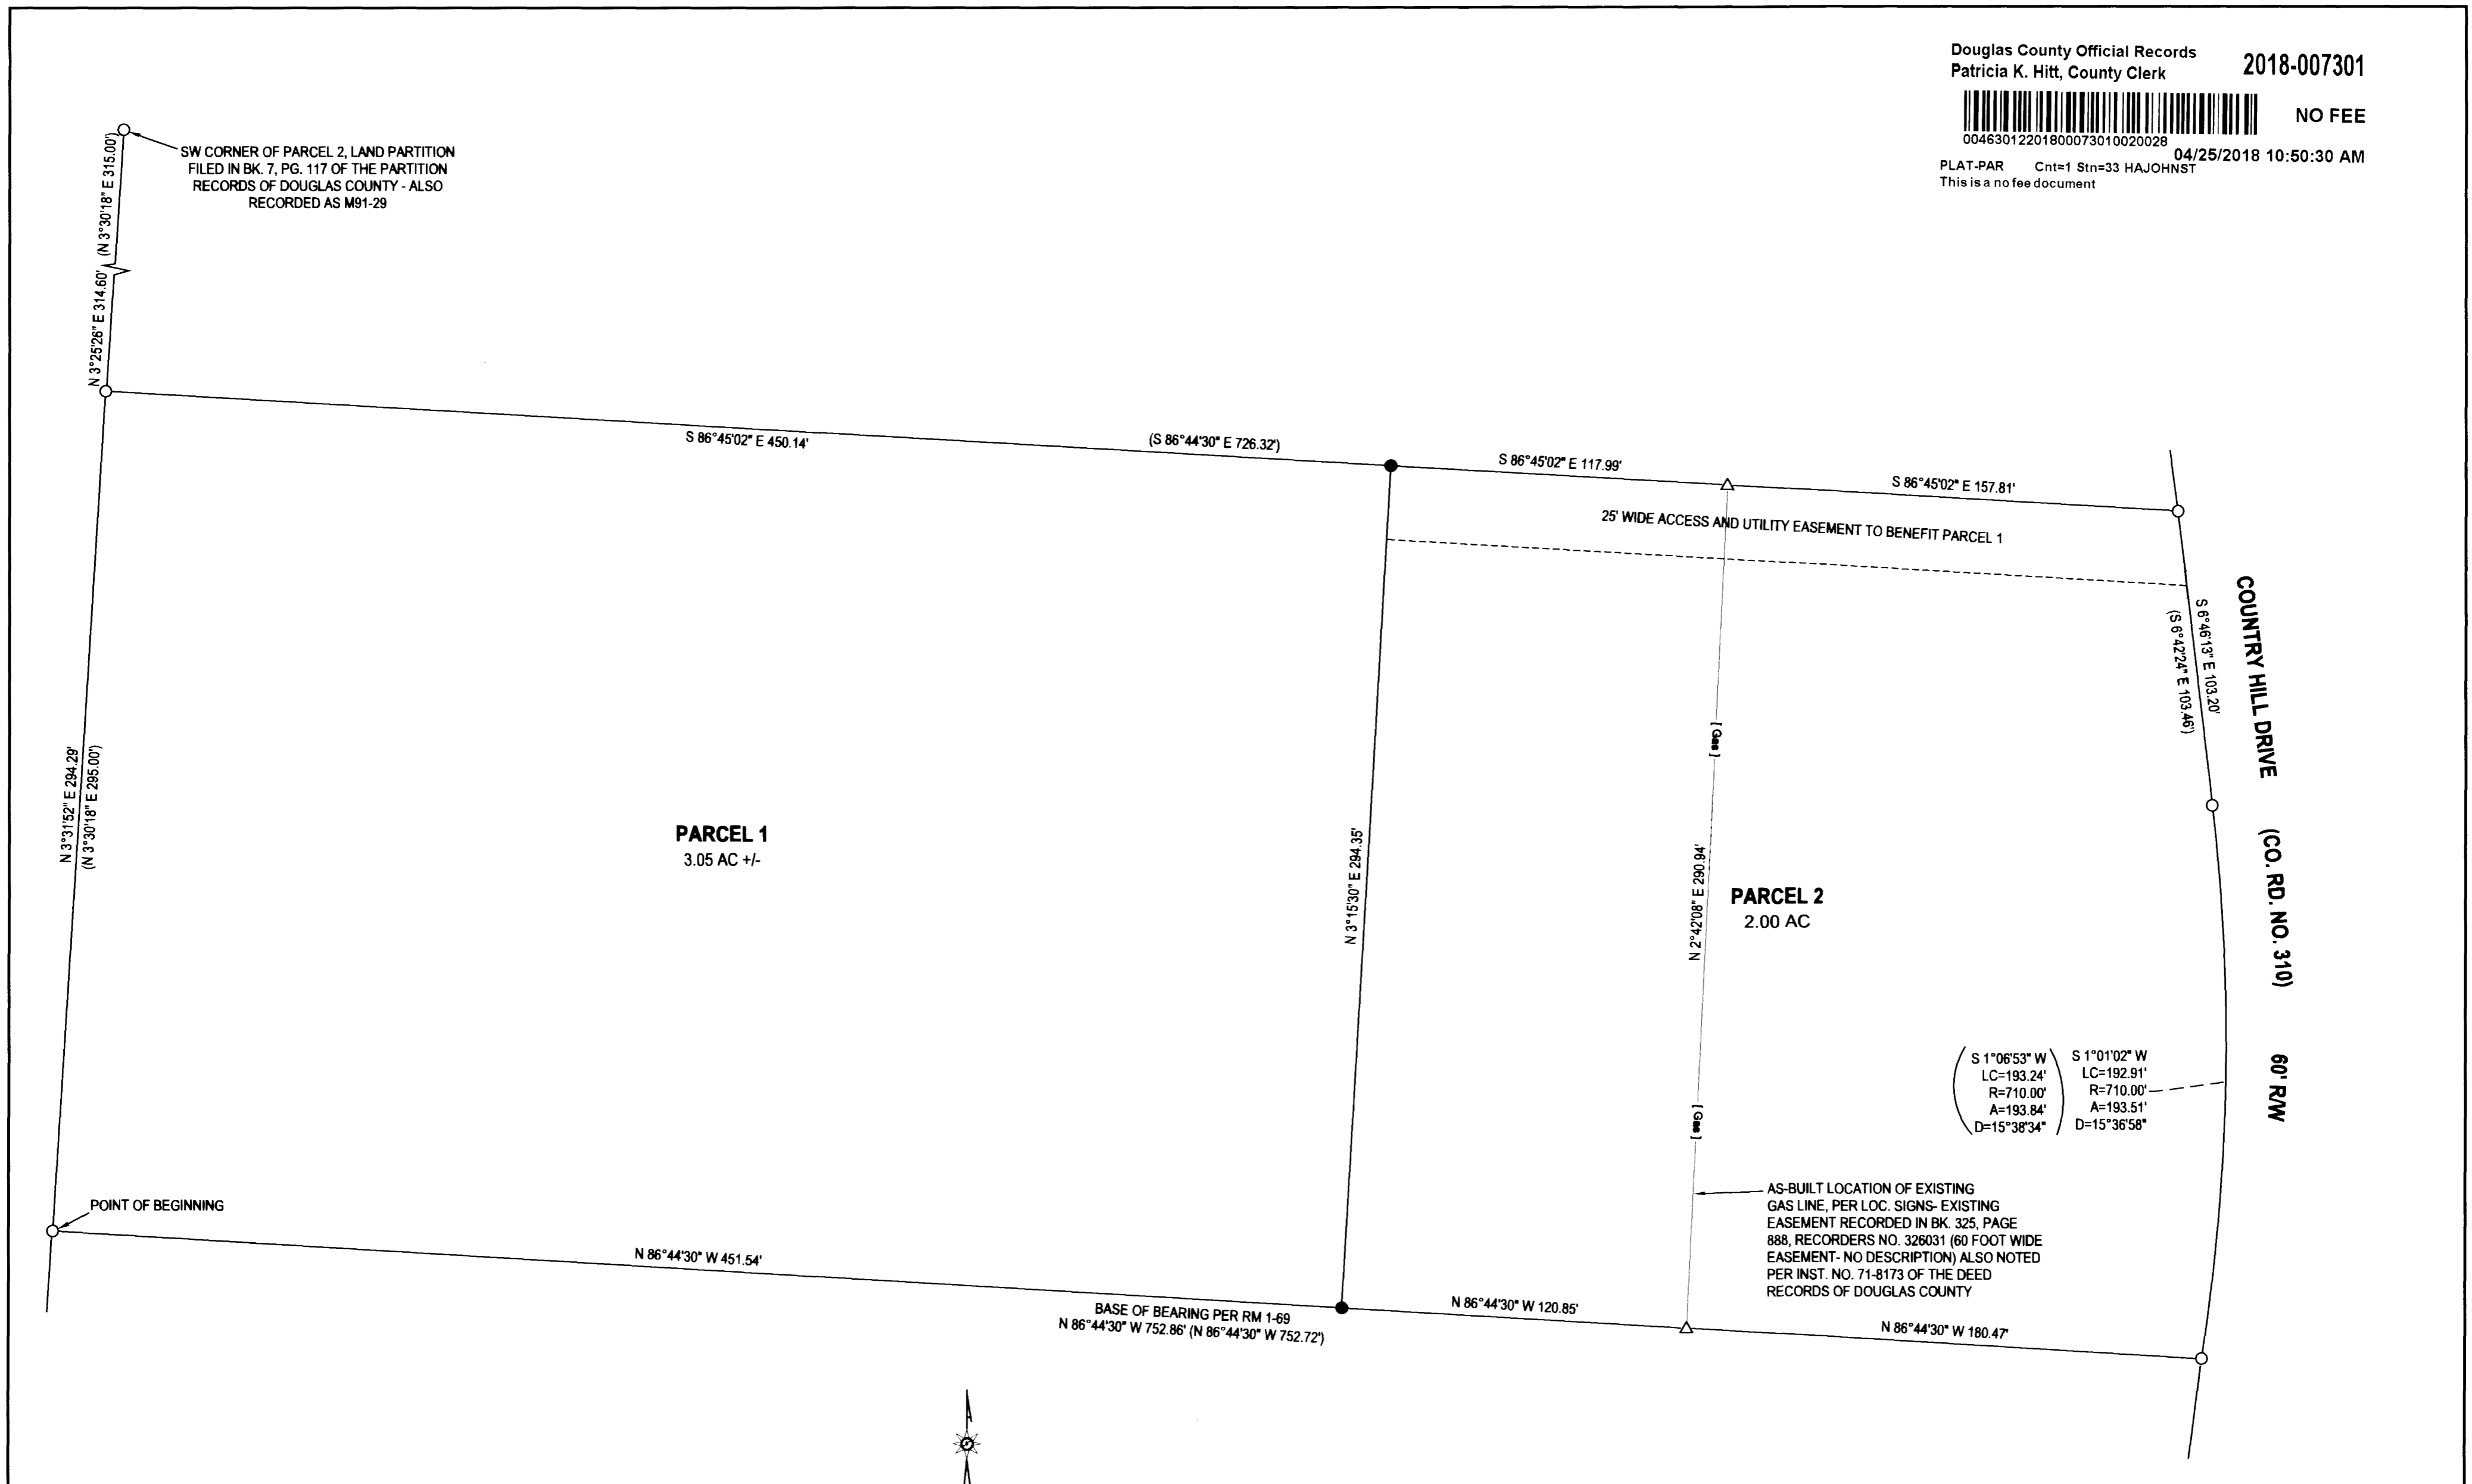 Douglas County Official Records
Patricia K. Hitt, County Clerk
2018-007301
NO FEE
00463012201800073010020028
04/25/2018 10:50:30 AM
PLAT-PAR Cnt=1 Stn=33 HAJOHNST
This is a no fee document
SW CORNER OF PARCEL 2, LAND PARTITION
FILED IN BK. 7, PG. 117 OF THE PARTITION
RECORDS OF DOUGLAS COUNTY - ALSO
RECORDED AS M91-29
N 3°25'26" E 314.60' (N 3°30'18" E 315.00')
S 86°45'02" E 450.14'
(S 86°44'30" E 726.32')
S 86°45'02" E 117.99'
S 86°45'02" E 157.81'
25' WIDE ACCESS AND UTILITY EASEMENT TO BENEFIT PARCEL 1
S 6°46'13" E 103.20'
(S 6°42'24" E 103.46')
COUNTRY HILL DRIVE (CO. RD. NO. 310) 60' R/W
N 3°31'52" E 294.29'
(N 3°30'18" E 295.00')
PARCEL 1
3.05 AC +/-
N 3°15'30" E 294.35'
[ Gas ]
N 2°42'08" E 290.94'
PARCEL 2
2.00 AC
[ Gas ]
S 1°06'53" W
LC=193.24'
R=710.00'
A=193.84'
D=15°38'34"
S 1°01'02" W
LC=192.91'
R=710.00'
A=193.51'
D=15°36'58"
AS-BUILT LOCATION OF EXISTING
GAS LINE, PER LOC. SIGNS- EXISTING
EASEMENT RECORDED IN BK. 325, PAGE
888, RECORDERS NO. 326031 (60 FOOT WIDE
EASEMENT- NO DESCRIPTION) ALSO NOTED
PER INST. NO. 71-8173 OF THE DEED
RECORDS OF DOUGLAS COUNTY
POINT OF BEGINNING
N 86°44'30" W 451.54'
BASE OF BEARING PER RM 1-69
N 86°44'30" W 752.86' (N 86°44'30" W 752.72')
N 86°44'30" W 120.85'
N 86°44'30" W 180.47'